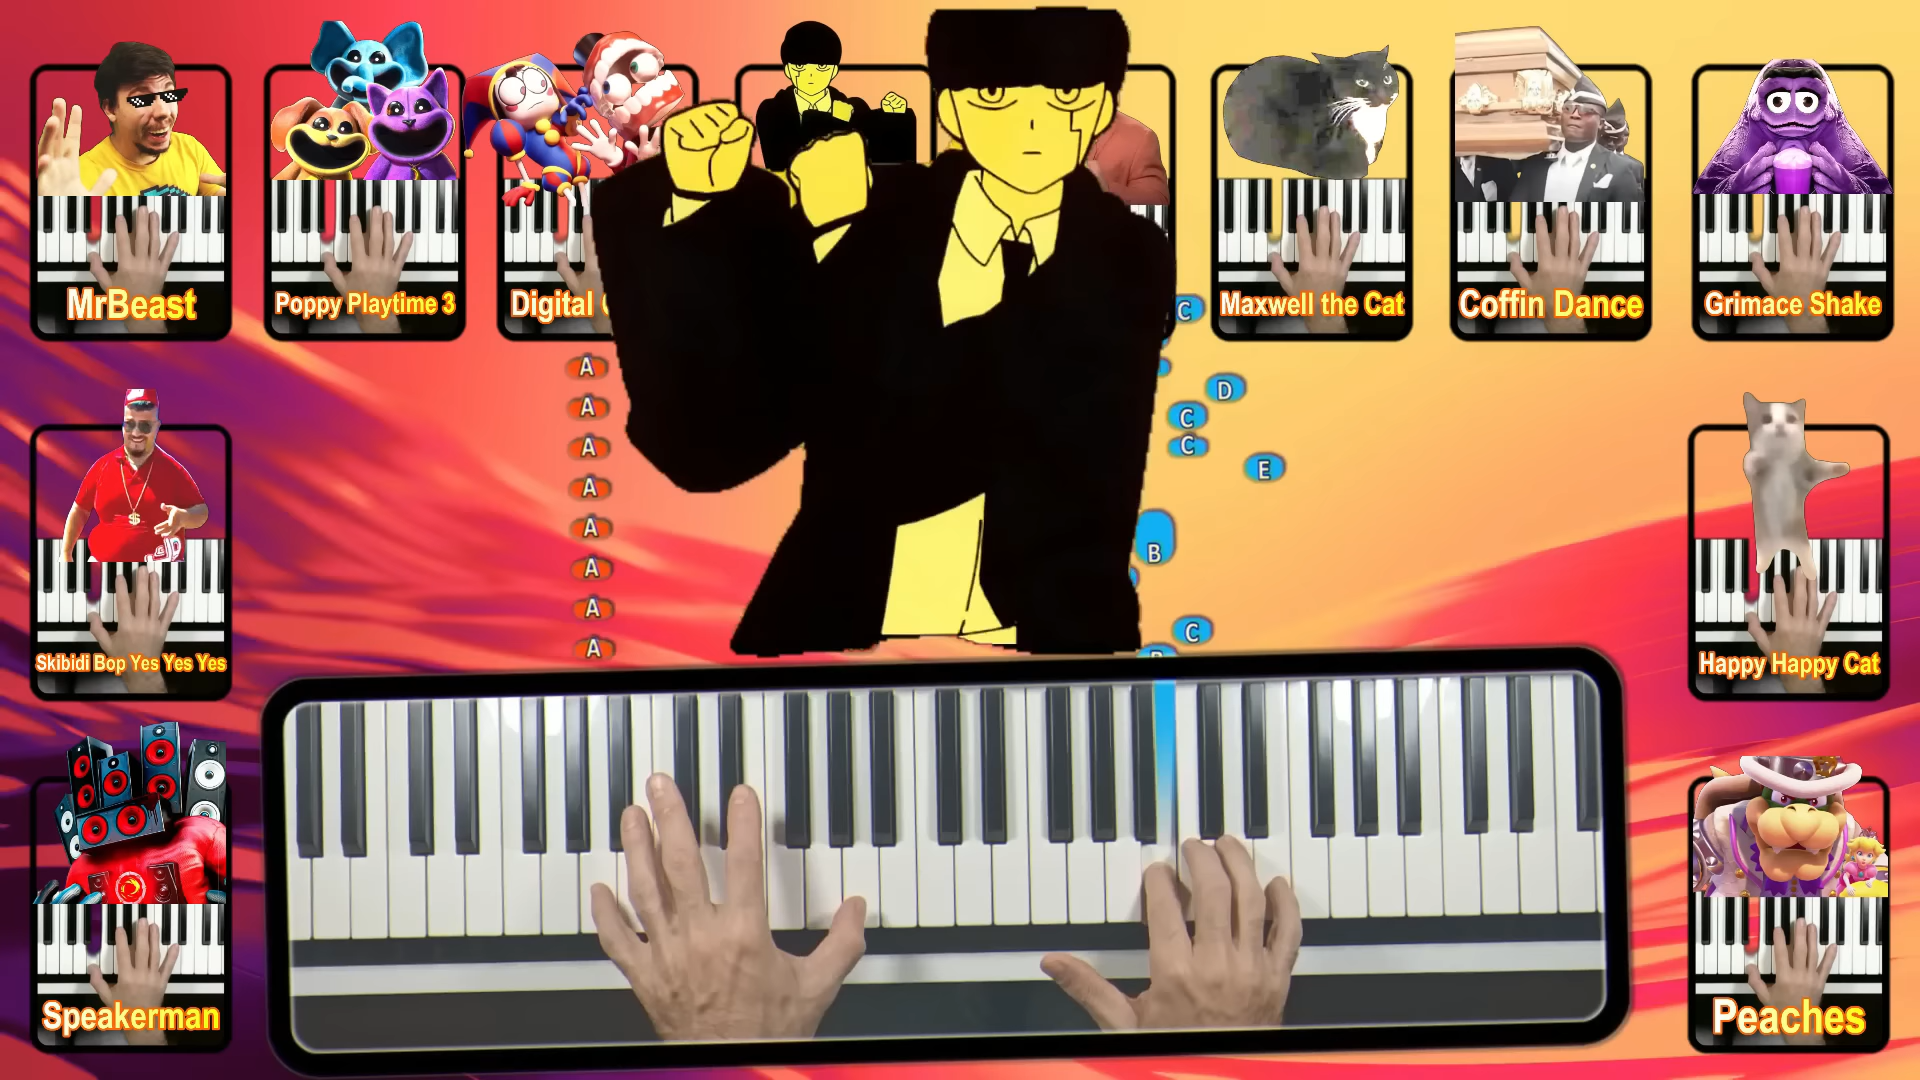 MrBeast
Poppy Playtime 3
Digital
Maxwell the Cat
Coffin Dance
Grimace Shake
C
A
D
A
C
A
C
E
A
A
B
A
A
C
A
Skibidi Bop Yes Yes Yes
Happy Happy Cat
Speakerman
Peaches